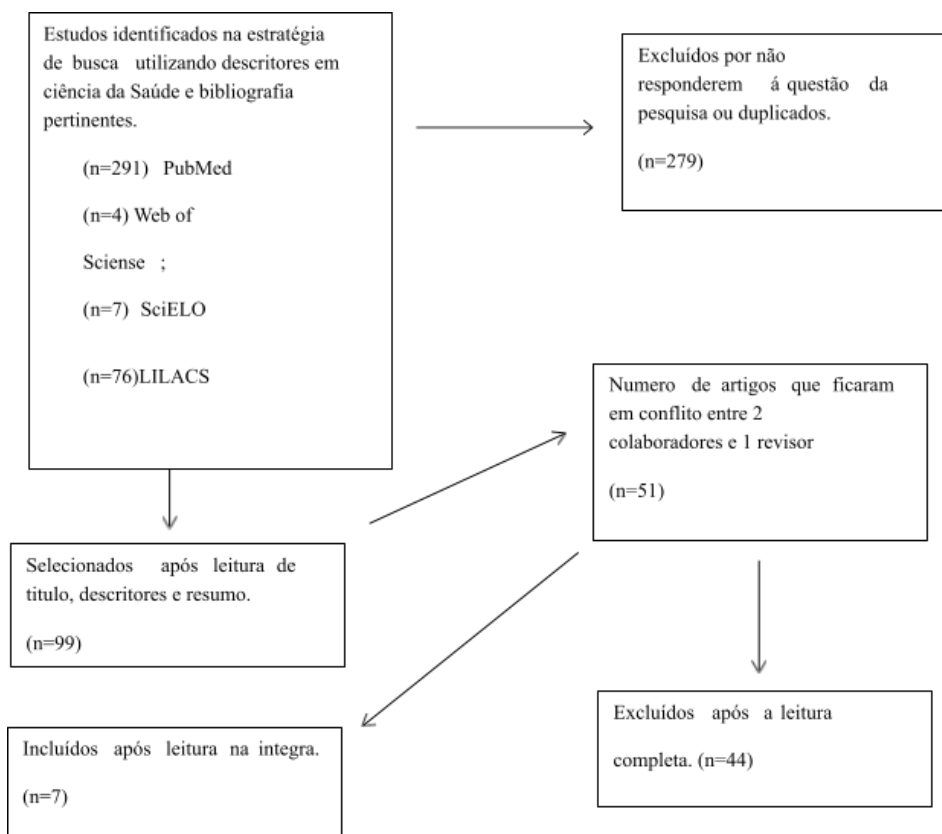 Estudos identificados na estratégia
de busca utilizando descritores em
ciência da Saúde e bibliografia
pertinentes.
(n=291) PubMed
(n=4) Web of
Sciense ;
(n=7) SciELO
(n=76)LILACS
Excluídos por não
responderem á questão da
pesquisa ou duplicados.
(n=279)
Numero de artigos que ficaram
em conflito entre 2
colaboradores e 1 revisor
(n=51)
Selecionados após leitura de
titulo, descritores e resumo.
(n=99)
Excluídos após a leitura
completa. (n=44)
Incluídos após leitura na integra.
(n=7)